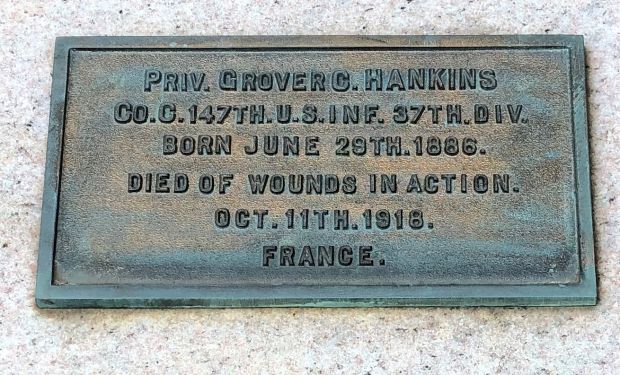 PRIV. GROVER C. HANKINS
CO.C. 147TH.U.S.INF. 37TH.DIV.
BORN JUNE 29TH.1886.
DIED OF WOUNDS IN ACTION.
OCT.11TH.1918.
FRANCE.